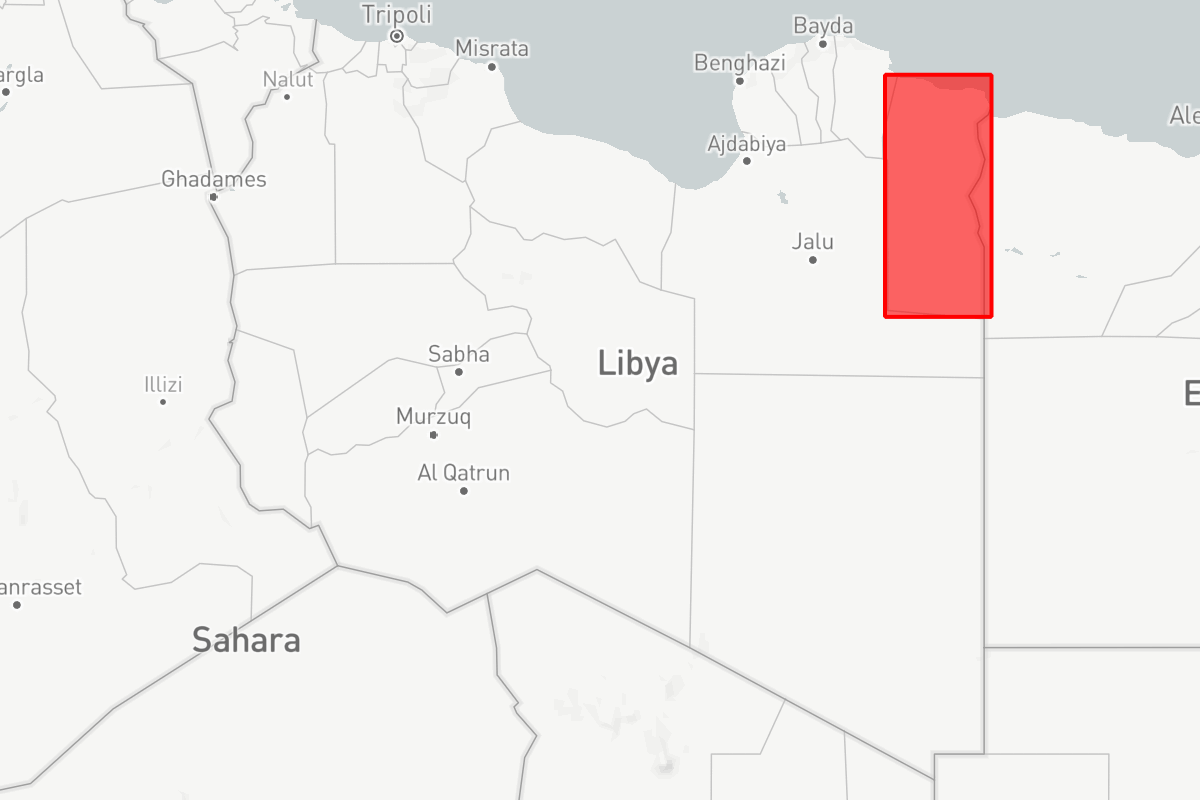 Tripoli
Bayda
Misrata
Benghazi
argla
Nalut
Ale
Ajdabiya
Ghadames
Jalu
Sabha
Libya
Illizi
E
Murzuq
Al Qatrun
anrasset
Sahara